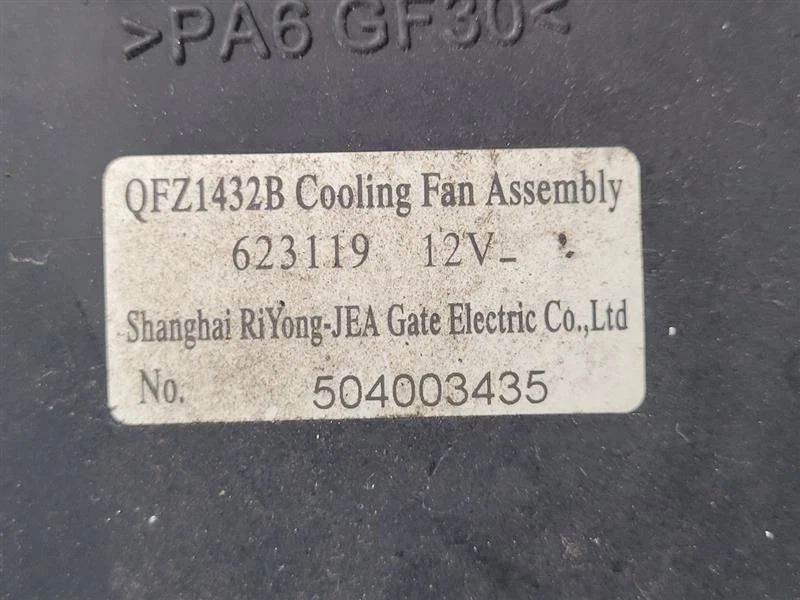 >PA6 GF30<
QFZ1432B Cooling Fan Assembly
623119 12V-
Shanghai RiYong-JEA Gate Electric Co.,Ltd
No. 504003435